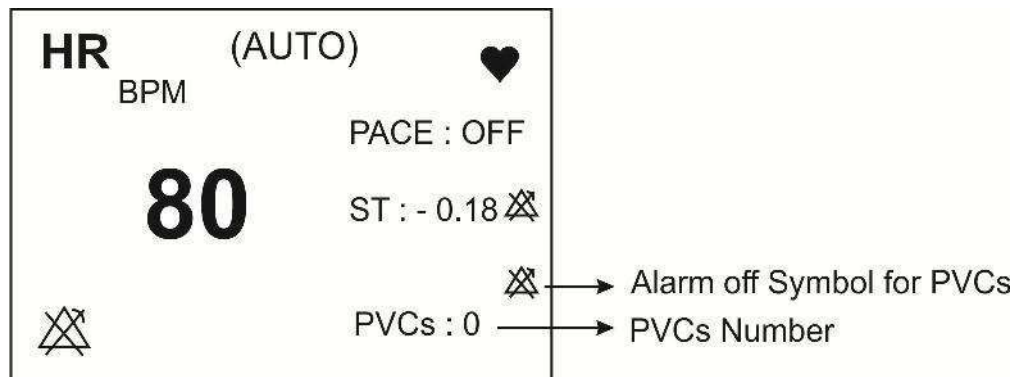 HR (AUTO)
BPM
PACE : OFF
80
ST : - 0.18
Alarm off Symbol for PVCs
PVCs : 0
PVCs Number